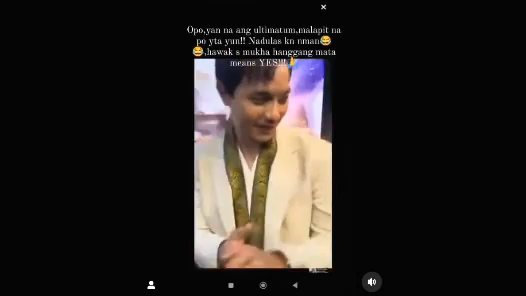 Opo,yan na ang ultimatum,malapit na
po yta yun!! Nadulas kn nman😅
😅,hawak s mukha hanggang mata
means YES!!!